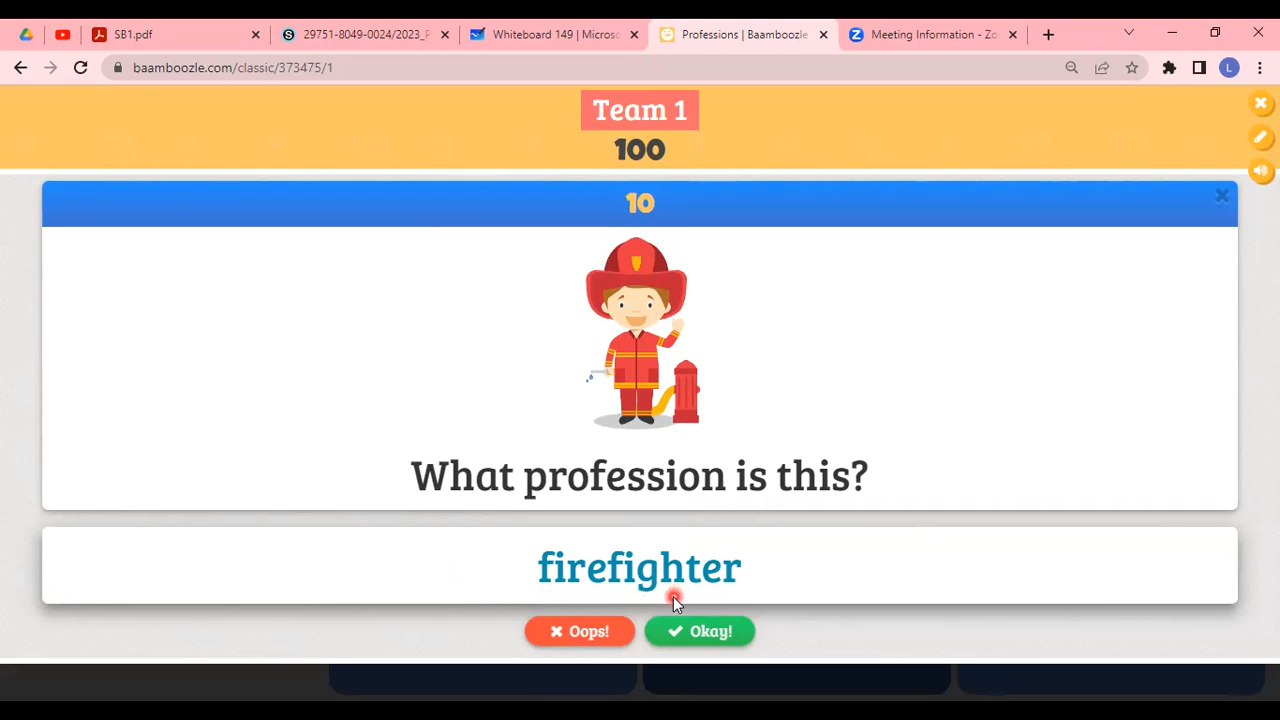 SB1.pdf
29751-8049-0024/2023_F
Whiteboard 149 | Microso
Professions | Baamboozle
Meeting Information - Zo
baamboozle.com/classic/373475/1
L
Team 1
100
10
What profession is this?
firefighter
Oops!
Okay!